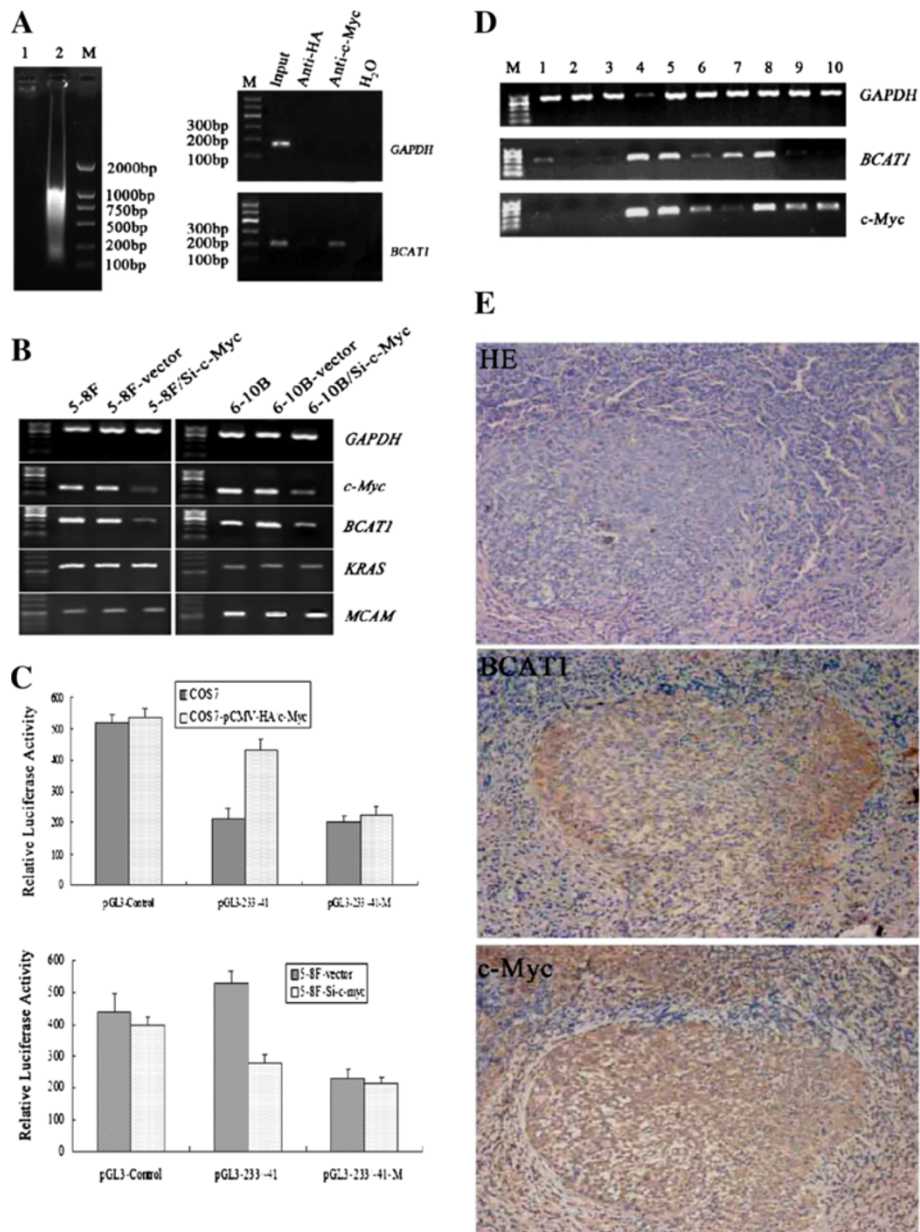 A
1 2 M
2000bp
1000bp
750bp
500bp
200bp
100bp
M Input Anti-HA Anti-c-Myc H2O
300bp
200bp
100bp
GAPDH
300bp
200bp
100bp
BCAT1
B
5-8F 5-8F-vector 5-8F/Si-c-Myc 6-10B 6-10B-vector 6-10B/Si-c-Myc
GAPDH
c-Myc
BCAT1
KRAS
MCAM
C
Relative Luciferase Activity
600
500
400
300
200
100
0
COS7
COS7-pCMV-HA/c-Myc
pGL3-Control pGL3-233-41 pGL3-233-41-M
Relative Luciferase Activity
600
500
400
300
200
100
0
5-8F-vector
5-8F-Si-c-myc
pGL3-Control pGL3-233-41 pGL3-233-41-M
D
M 1 2 3 4 5 6 7 8 9 10
GAPDH
BCAT1
c-Myc
E
HE
BCAT1
c-Myc